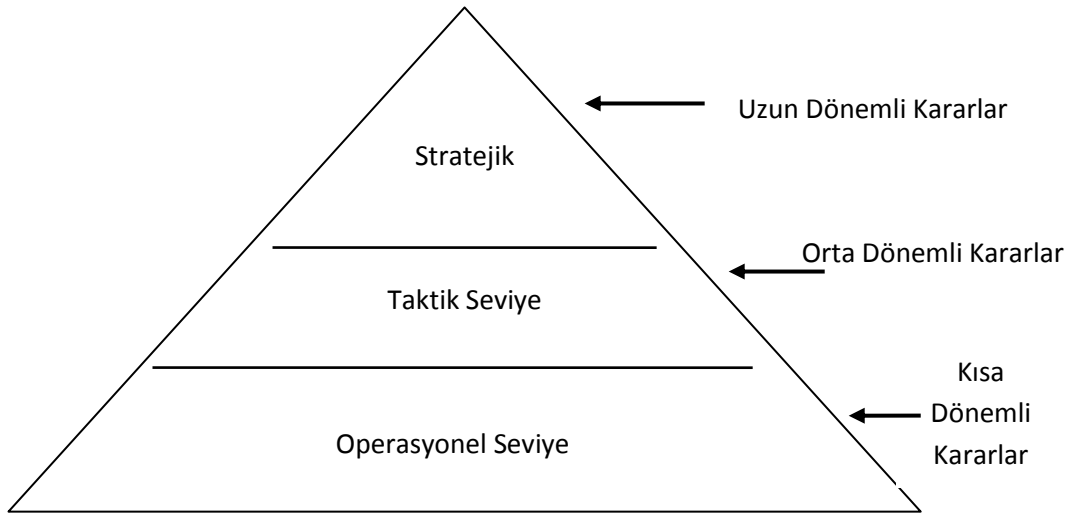 Uzun Dönemli Kararlar
Stratejik
Orta Dönemli Kararlar
Taktik Seviye
Kısa
Dönemli
Kararlar
Operasyonel Seviye